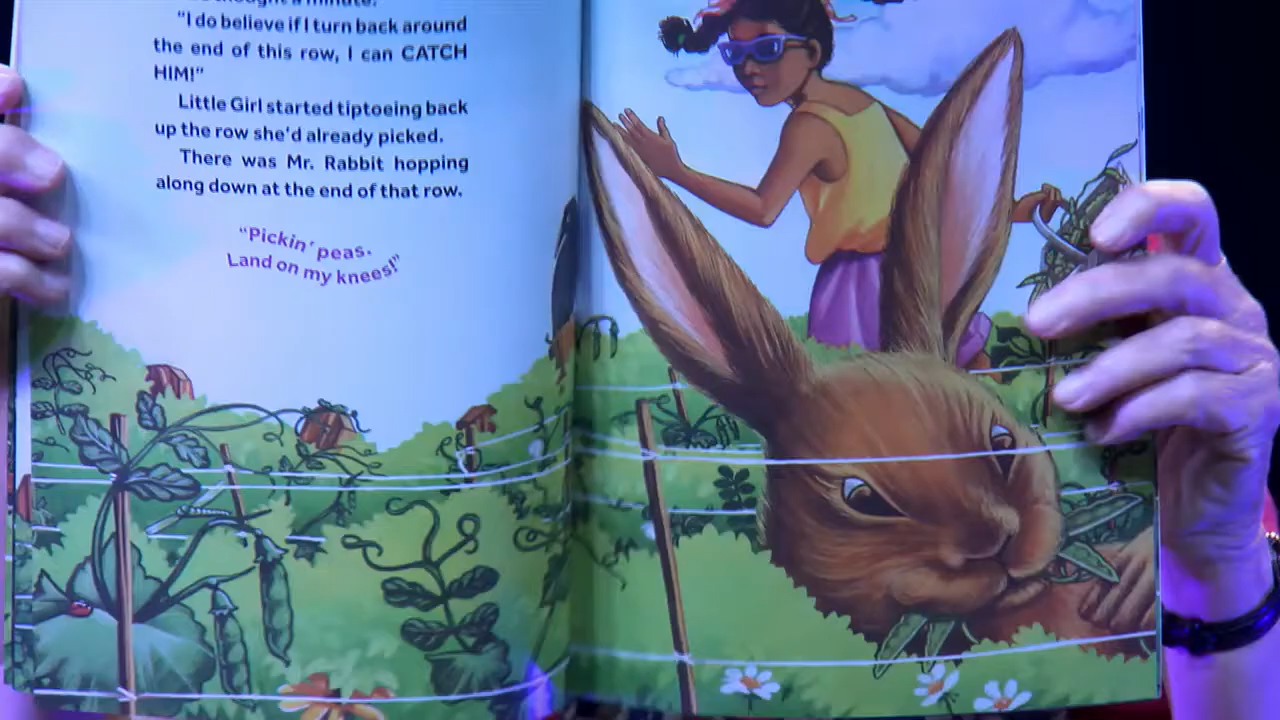 thought a minute.
"I do believe if I turn back around
the end of this row, I can CATCH
HIM!"
Little Girl started tiptoeing back
up the row she'd already picked.
There was Mr. Rabbit hopping
along down at the end of that row.
"Pickin' peas.
Land on my knees!"